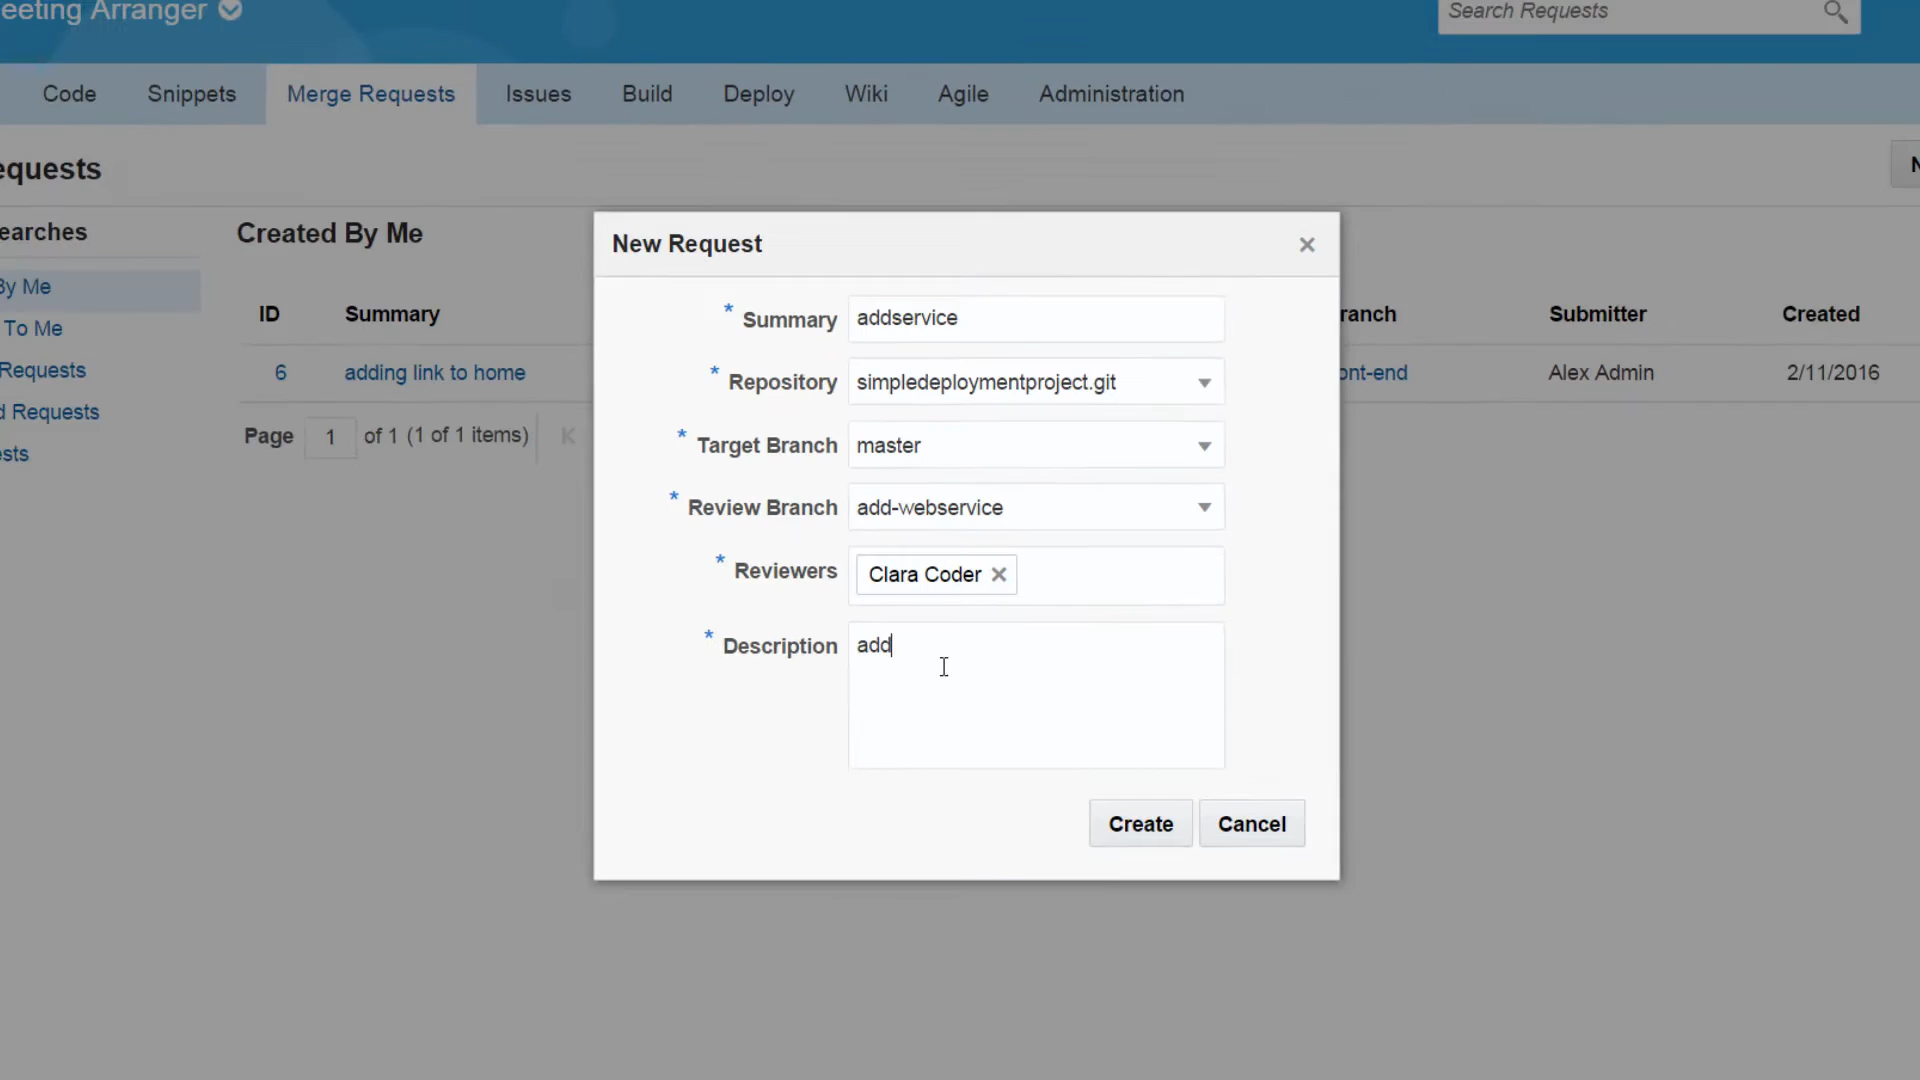 eeting Arranger
Search Requests
Code Snippets Merge Requests Issues Build Deploy Wiki Agile Administration
equests
N
earches
By Me
To Me
Requests
d Requests
ests
Created By Me
ID Summary ranch Submitter Created
6 adding link to home ont-end Alex Admin 2/11/2016
Page 1 of 1 (1 of 1 items)
New Request
* Summary addservice
* Repository simpledeploymentproject.git
* Target Branch master
* Review Branch add-webservice
* Reviewers Clara Coder
* Description add
Create Cancel